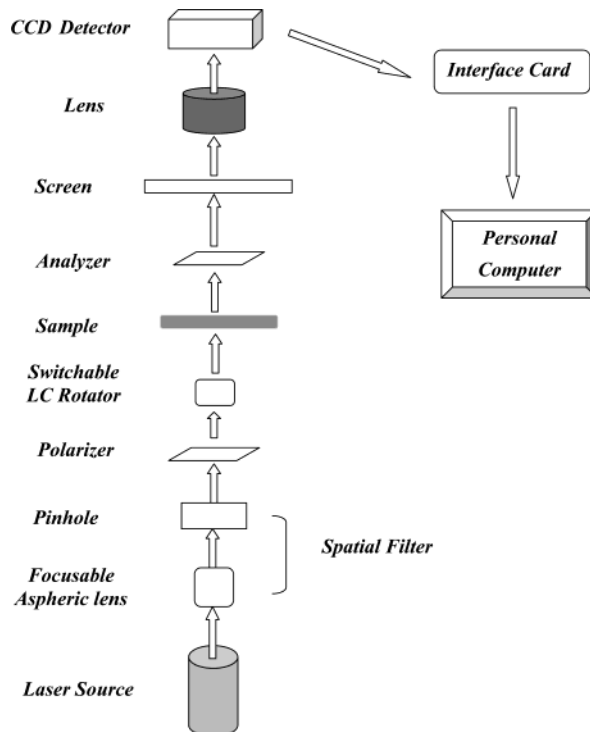 CCD Detector
Interface Card
Lens
Screen
Personal
Computer
Analyzer
Sample
Switchable
LC Rotator
Polarizer
Pinhole
Spatial Filter
Focusable
Aspheric lens
Laser Source